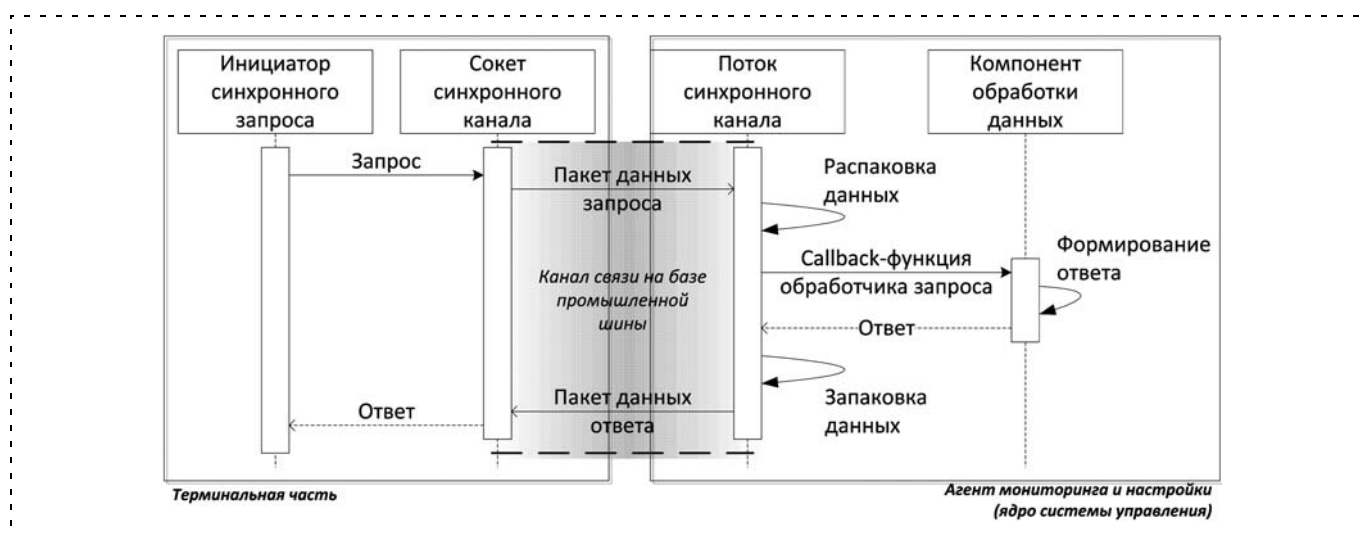 Инициатор
синхронного
запроса
Сокет
синхронного
канала
Поток
синхронного
канала
Компонент
обработки
данных
Запрос
Пакет данных
запроса
Распаковка
данных
Callback-функция
обработчика запроса
Формирование
ответа
Канал связи на базе
промышленной
шины
Ответ
Запаковка
данных
Пакет данных
ответа
Ответ
Терминальная часть
Агент мониторинга и настройки
(ядро системы управления)